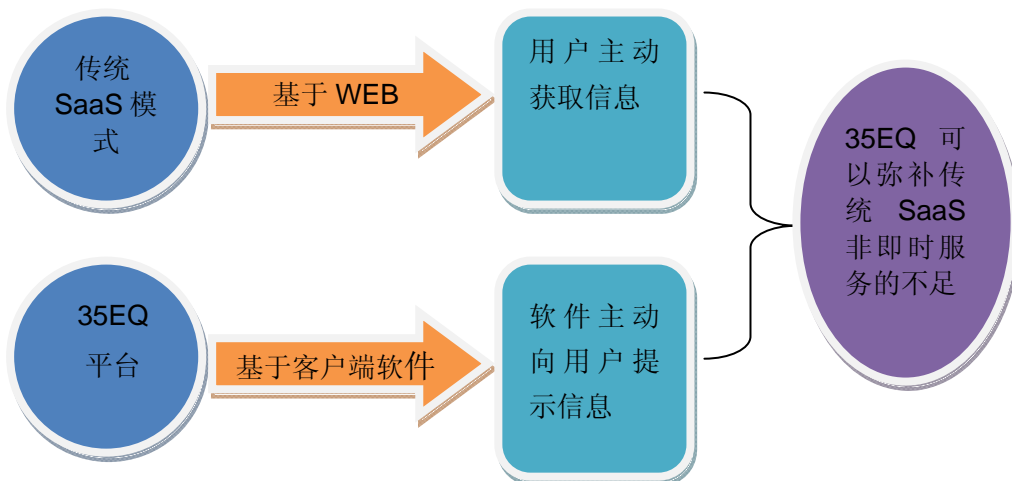 传统
SaaS 模
式
基于 WEB
用户主动
获取信息
35EQ
平台
基于客户端软件
软件主动
向用户提
示信息
35EQ 可
以弥补传
统 SaaS
非即时服
务的不足